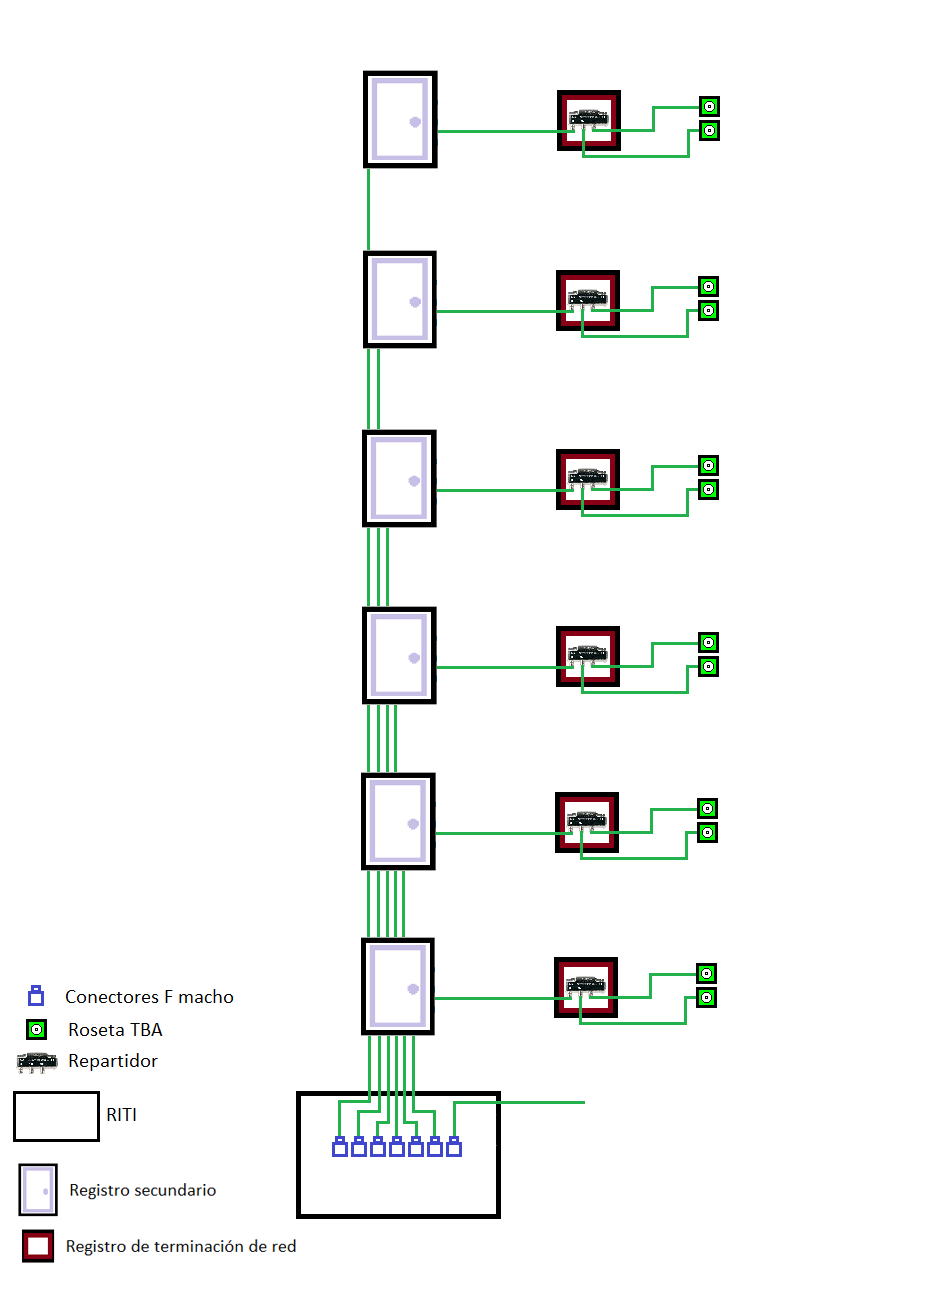 Conectores F macho
Roseta TBA
Repartidor
RITI
Registro secundario
Registro de terminación de red